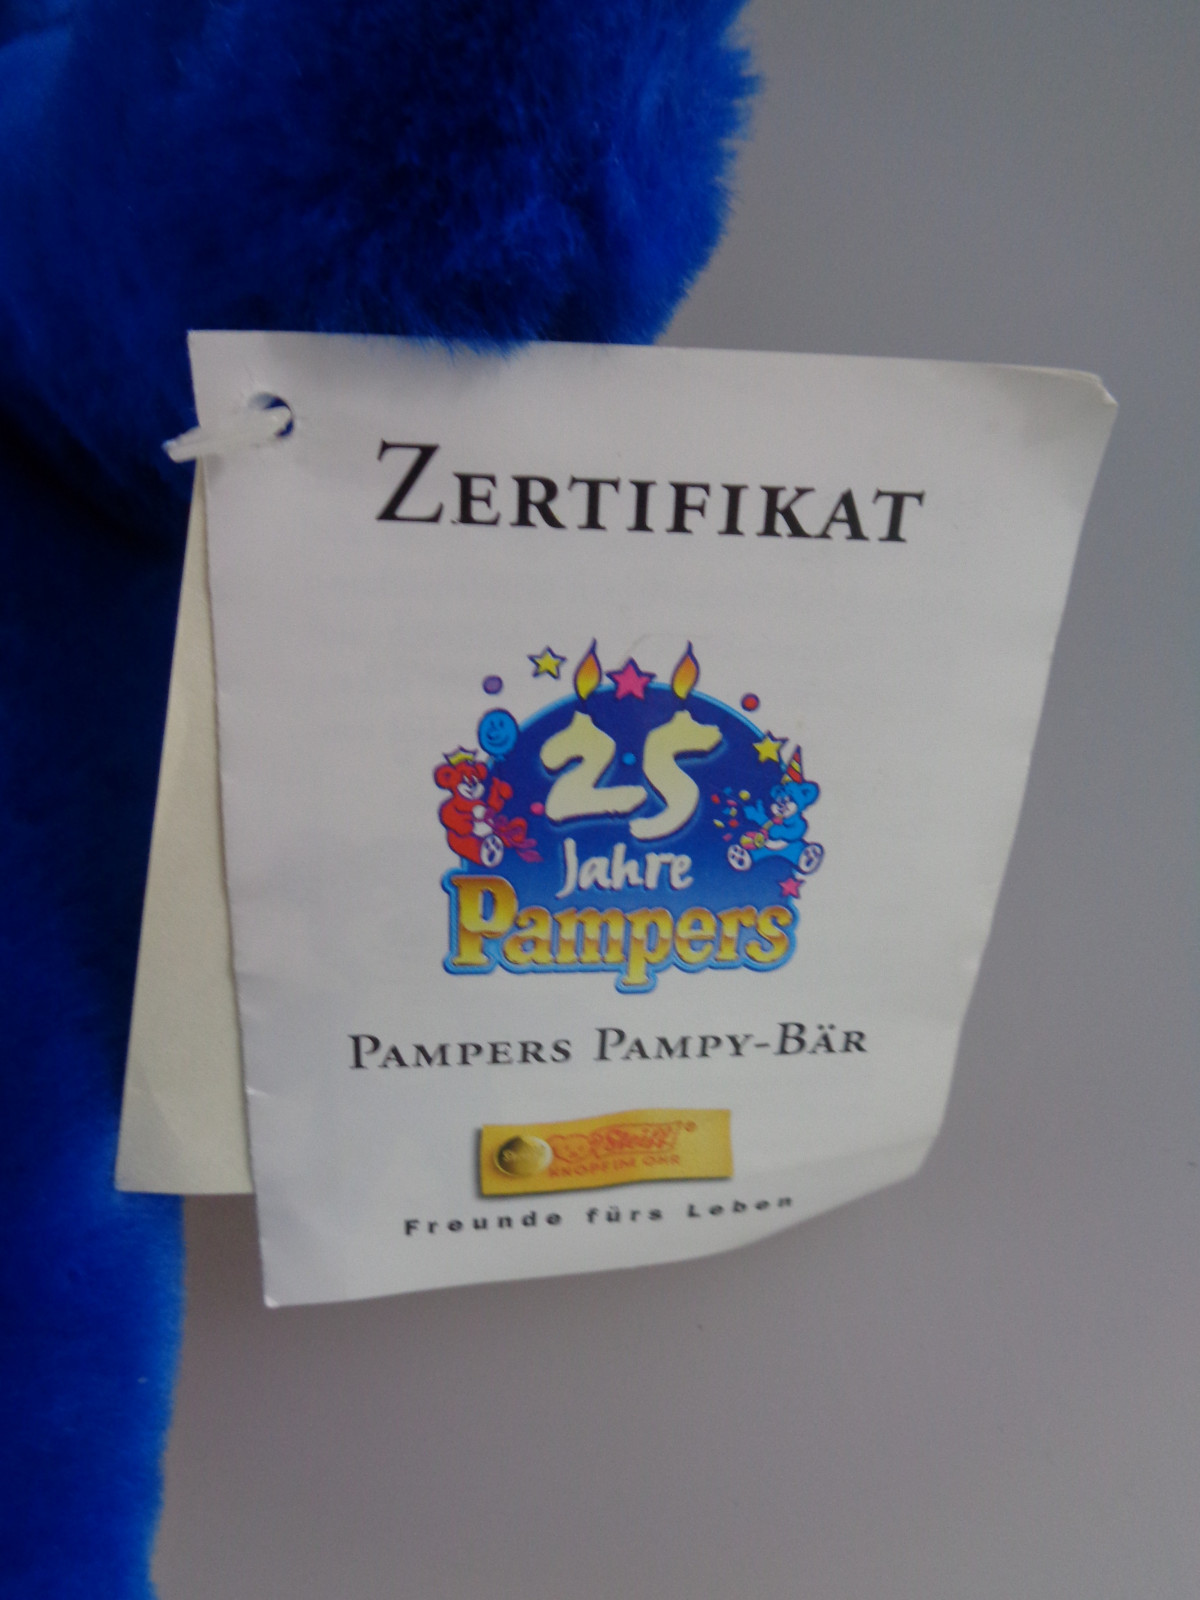 ZERTIFIKAT
25
Jahre
Pampers
PAMPERS PAMPY-BÄR
Steiff®
KNOPF IM OHR
Freunde fürs Leben